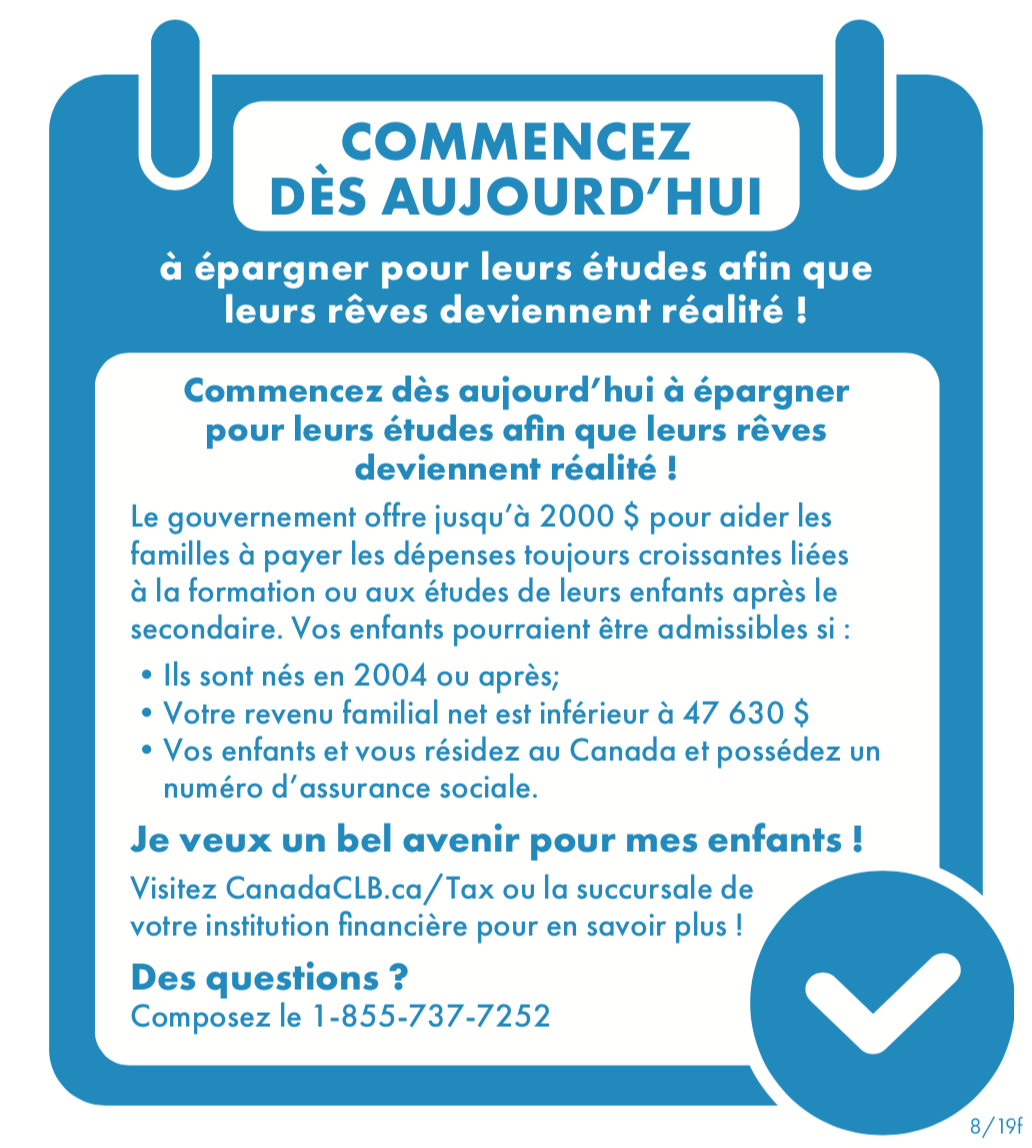 COMMENCEZ
DÈS AUJOURD’HUI
à épargner pour leurs études afin que
leurs rêves deviennent réalité !
Commencez dès aujourd’hui à épargner
pour leurs études afin que leurs rêves
deviennent réalité !
Le gouvernement offre jusqu’à 2000 $ pour aider les
familles à payer les dépenses toujours croissantes liées
à la formation ou aux études de leurs enfants après le
secondaire. Vos enfants pourraient être admissibles si :
• Ils sont nés en 2004 ou après;
• Votre revenu familial net est inférieur à 47 630 $
• Vos enfants et vous résidez au Canada et possédez un
numéro d’assurance sociale.
Je veux un bel avenir pour mes enfants !
Visitez CanadaCLB.ca/Tax ou la succursale de
votre institution financière pour en savoir plus !
Des questions ?
Composez le 1-855-737-7252
8/19f